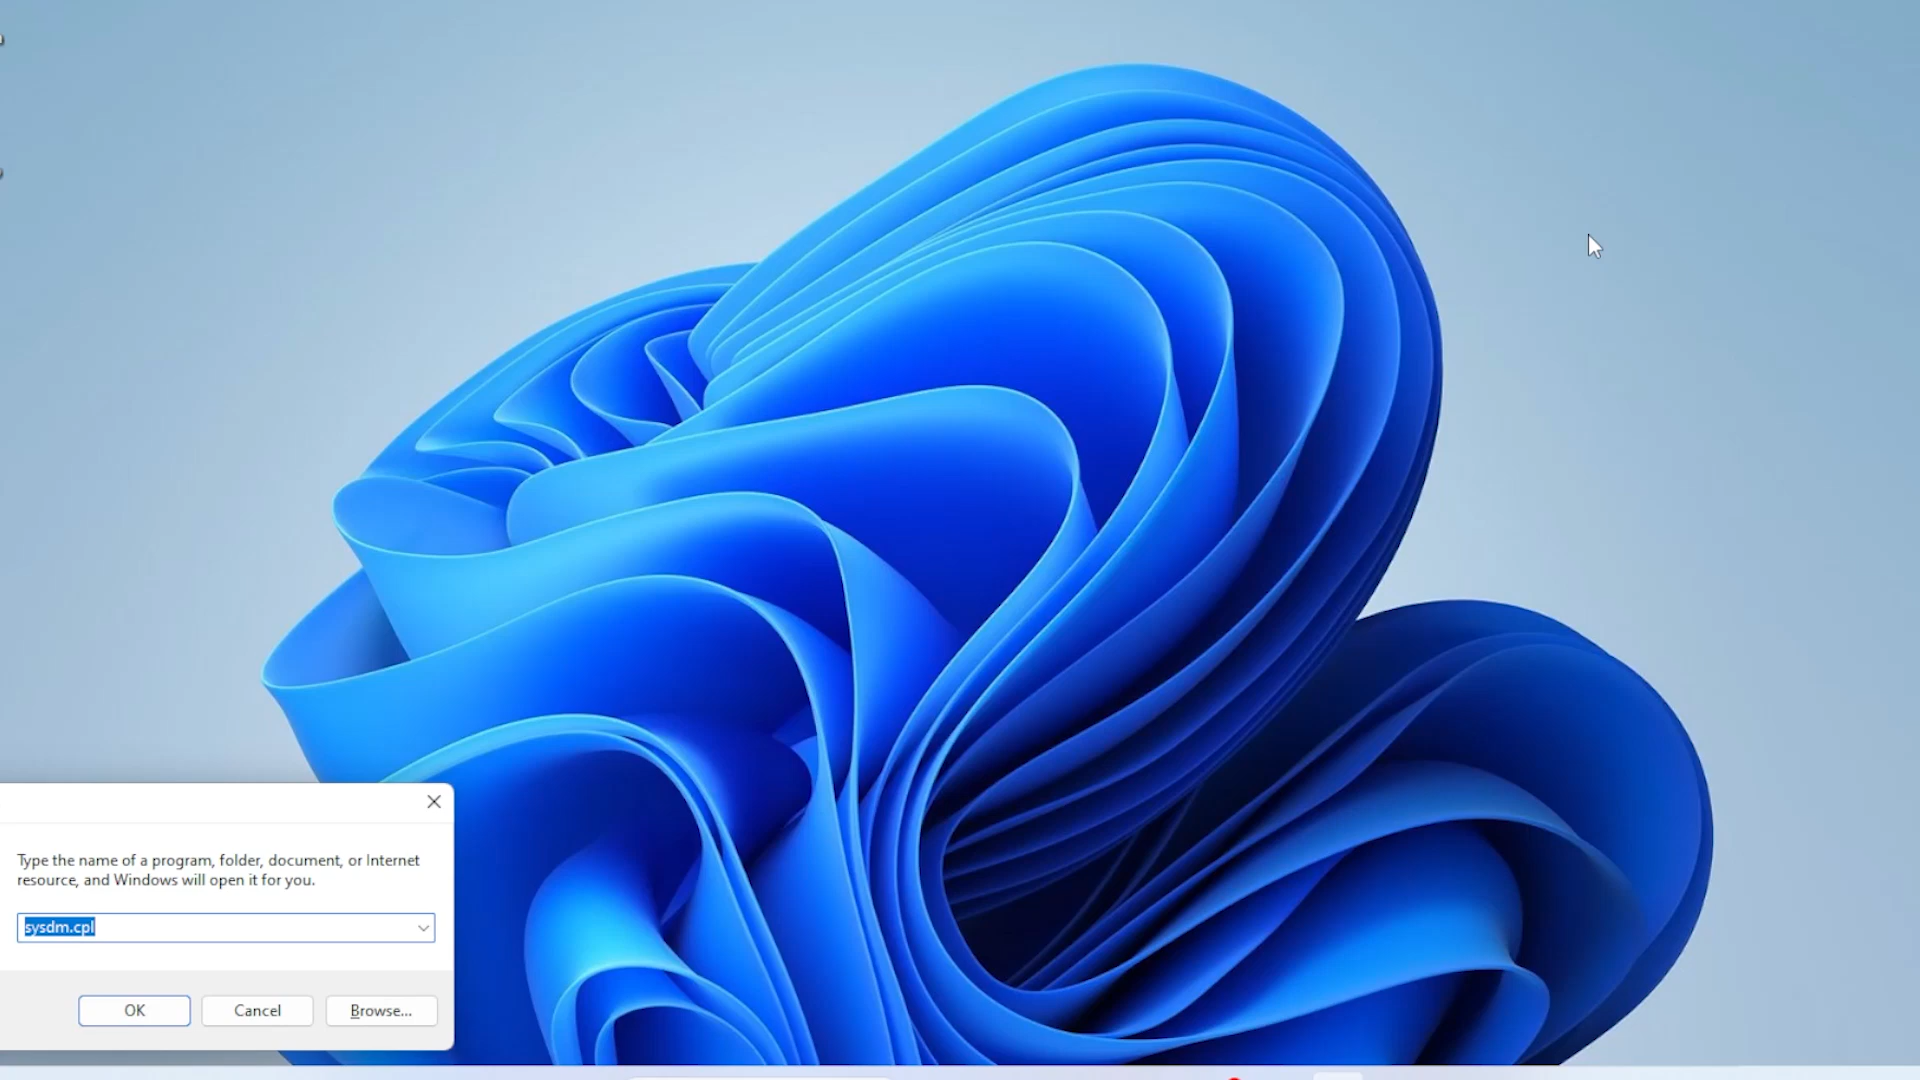 Type the name of a program, folder, document, or Internet
resource, and Windows will open it for you.
sysdm.cpl
OK
Cancel
Browse...